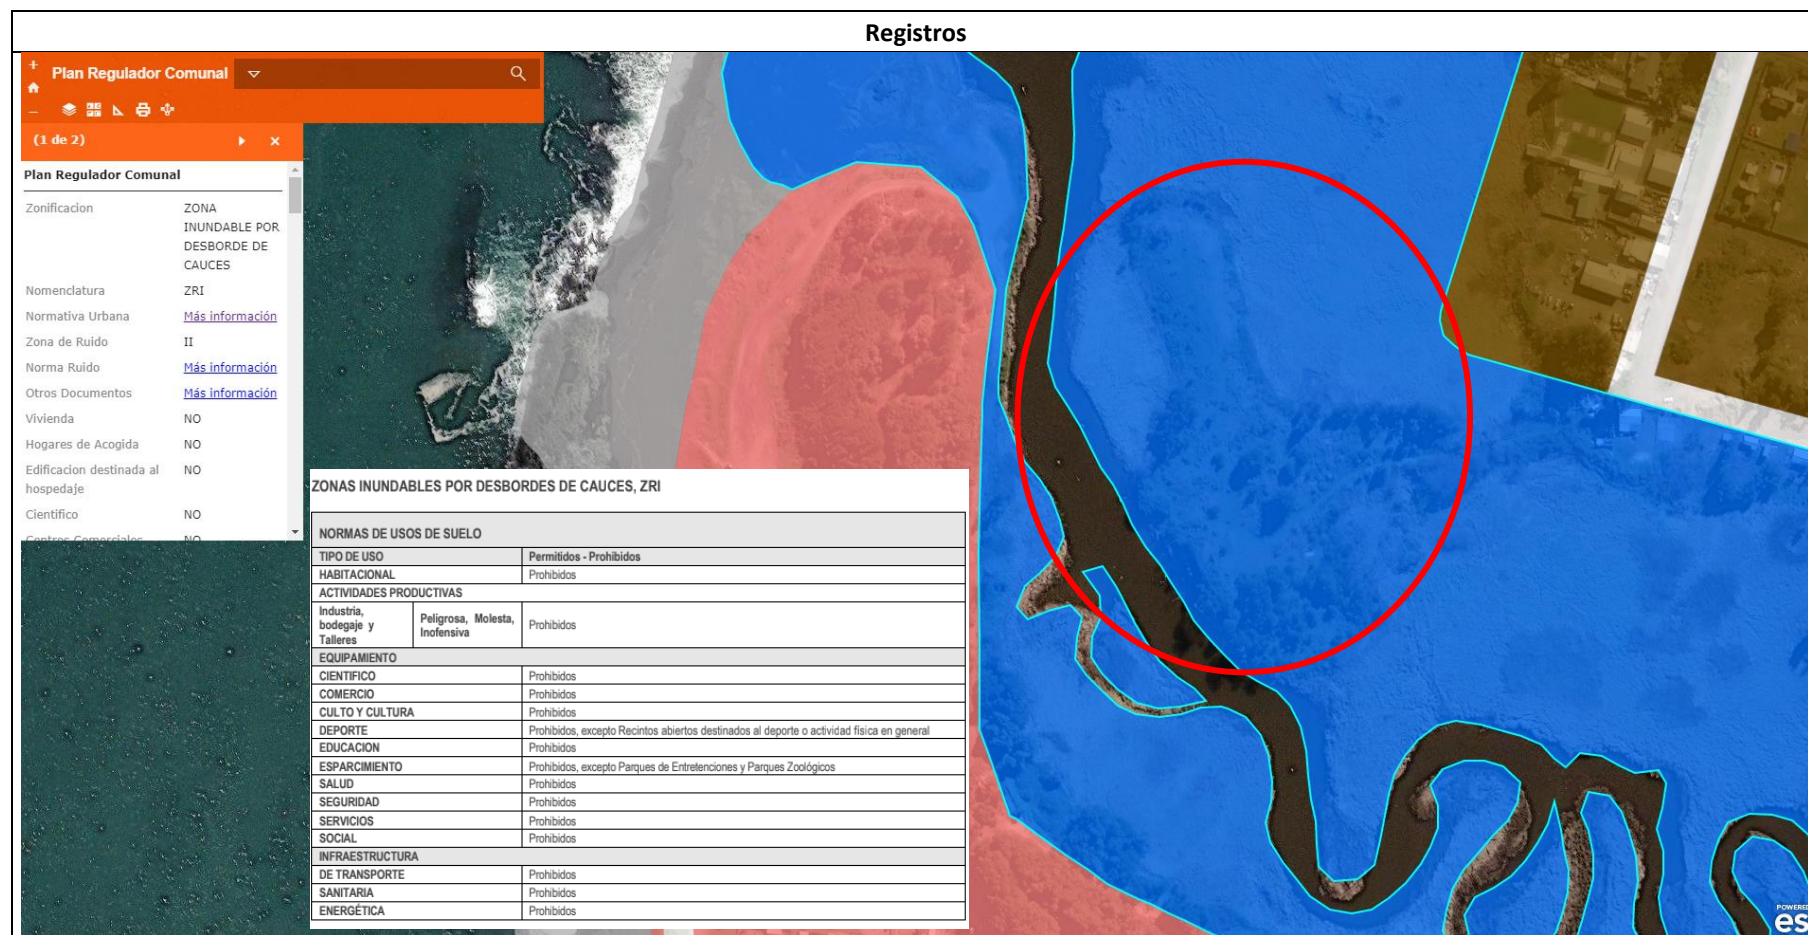 Registros
Plan Regulador Comunal
(1 de 2)
Plan Regulador Comunal
Zonificacion ZONA
INUNDABLE POR
DESBORDE DE
CAUCES
Nomenclatura ZRI
Normativa Urbana Más información
Zona de Ruido II
Norma Ruido Más información
Otros Documentos Más información
Vivienda NO
Hogares de Acogida NO
Edificacion destinada al NO
hospedaje
Cientifico NO
Centros Comerciales NO
ZONAS INUNDABLES POR DESBORDES DE CAUCES, ZRI
NORMAS DE USOS DE SUELO
TIPO DE USO Permitidos - Prohibidos
HABITACIONAL Prohibidos
ACTIVIDADES PRODUCTIVAS
Industria,
bodegaje y
Talleres
Peligrosa, Molesta,
Inofensiva
Prohibidos
EQUIPAMIENTO
CIENTIFICO Prohibidos
COMERCIO Prohibidos
CULTO Y CULTURA Prohibidos
DEPORTE Prohibidos, excepto Recintos abiertos destinados al deporte o actividad física en general
EDUCACION Prohibidos
ESPARCIMIENTO Prohibidos, excepto Parques de Entretenciones y Parques Zoológicos
SALUD Prohibidos
SEGURIDAD Prohibidos
SERVICIOS Prohibidos
SOCIAL Prohibidos
INFRAESTRUCTURA
DE TRANSPORTE Prohibidos
SANITARIA Prohibidos
ENERGÉTICA Prohibidos
POWERED
es